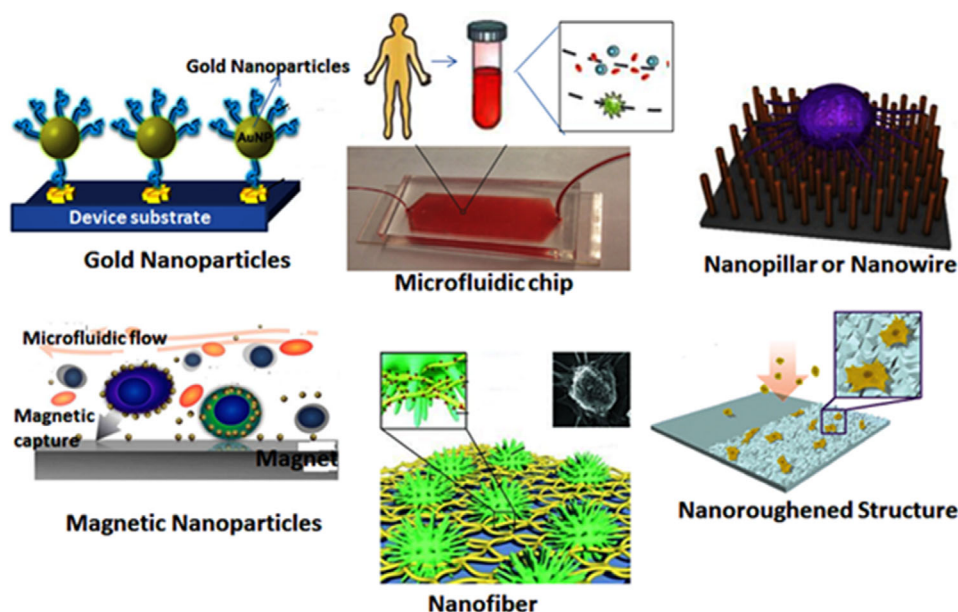 Gold Nanoparticles
AuNP
Device substrate
Gold Nanoparticles
Microfluidic chip
Nanopillar or Nanowire
Microfluidic flow
Magnetic
capture
Magnet
Magnetic Nanoparticles
Nanofiber
Nanoroughened Structure